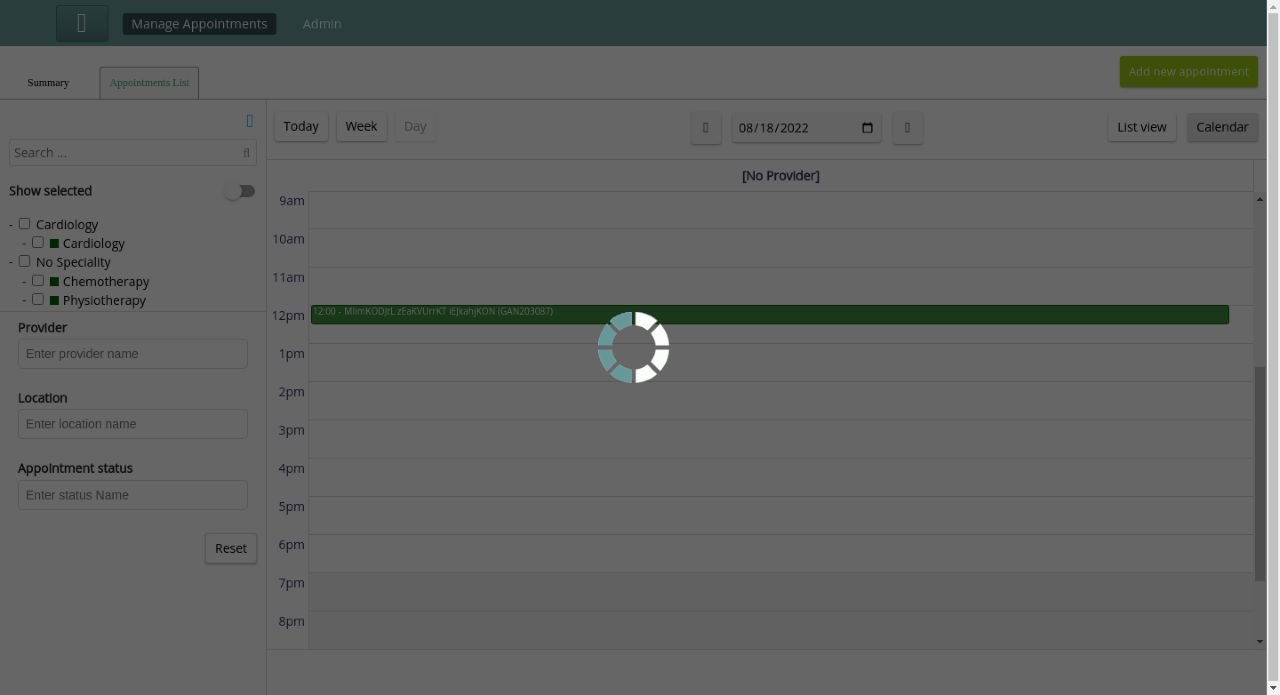 Manage Appointments
Admin
Summary
Appointments List
Add new appointment
Today
Week
Day
08/18/2022
List view
Calendar
Search ...
Show selected
[No Provider]
- Cardiology
- Cardiology
- No Speciality
- Chemotherapy
- Physiotherapy
Provider
Enter provider name
Location
Enter location name
Appointment status
Enter status Name
Reset
9am
10am
11am
12pm
12:00 - MlimKODJtL zEaKVUrrKT iEJkahjKON (GAN203087)
1pm
2pm
3pm
4pm
5pm
6pm
7pm
8pm